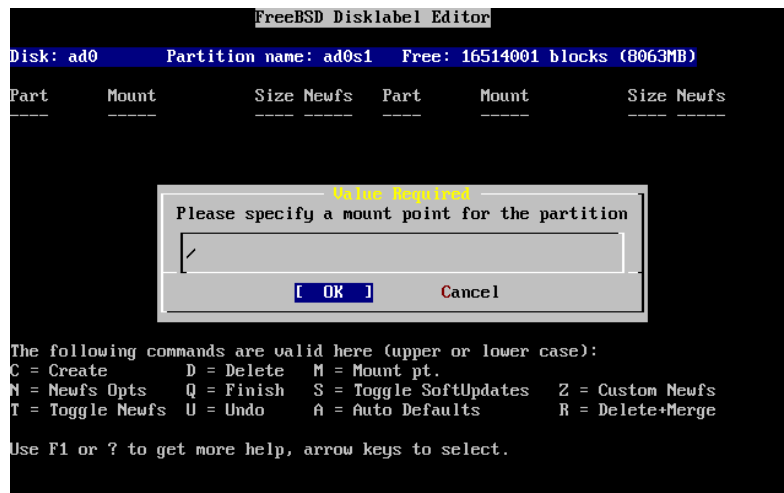 FreeBSD Disklabel Editor
Disk: ad0 Partition name: ad0s1 Free: 16514001 blocks (8063MB)
Part Mount Size Newfs Part Mount Size Newfs
---- ----- ---- ----- ---- ----- ---- -----
Value Required
Please specify a mount point for the partition
/
[ OK ] Cancel
The following commands are valid here (upper or lower case):
C = Create D = Delete M = Mount pt.
N = Newfs Opts Q = Finish S = Toggle SoftUpdates Z = Custom Newfs
T = Toggle Newfs U = Undo A = Auto Defaults R = Delete+Merge
Use F1 or ? to get more help, arrow keys to select.